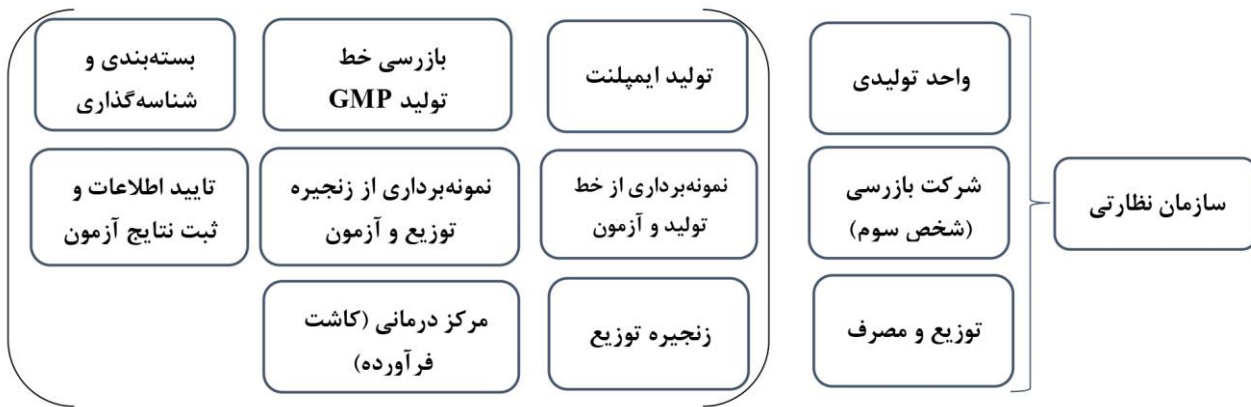 سازمان نظارتی
واحد تولیدی
تولید ایمپلنت
بازرسی خط
تولید GMP
بسته‌بندی و
شناسه‌گذاری
شرکت بازرسی
(شخص سوم)
نمونه‌برداری از خط
تولید و آزمون
نمونه‌برداری از زنجیره
توزیع و آزمون
تایید اطلاعات و
ثبت نتایج آزمون
توزیع و مصرف
زنجیره توزیع
مرکز درمانی (کاشت
فرآورده)